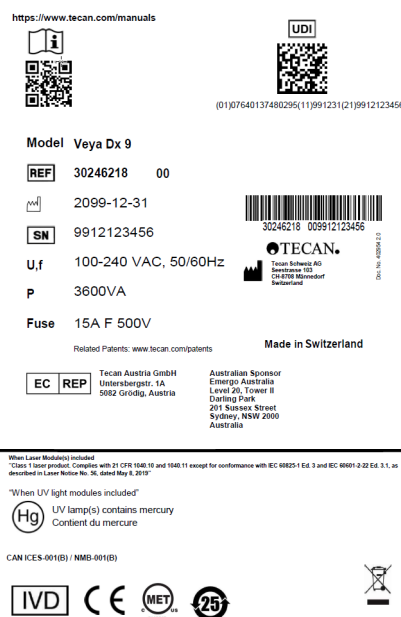 https://www.tecan.com/manuals
UDI
(01)07640137480295(11)991231(21)9912123456
Model Veya Dx 9
REF 30246218 00
2099-12-31
SN 9912123456
30246218 009912123456
TECAN.
U,f 100-240 VAC, 50/60Hz
Tecan Schweiz AG
Seestrasse 103
CH-8708 Männedorf
Switzerland
Doc. No. 402954 2.0
P 3600VA
Fuse 15A F 500V
Related Patents: www.tecan.com/patents
Made in Switzerland
EC REP
Tecan Austria GmbH
Untersbergstr. 1A
5082 Grödig, Austria
Australian Sponsor
Emergo Australia
Level 20, Tower II
Darling Park
201 Sussex Street
Sydney, NSW 2000
Australia
When Laser Module(s) included
"Class 1 laser product. Complies with 21 CFR 1040.10 and 1040.11 except for conformance with IEC 60825-1 Ed. 3 and IEC 60601-2-22 Ed. 3.1, as
described in Laser Notice No. 56, dated May 8, 2019"
"When UV light modules included"
Hg
UV lamp(s) contains mercury
Contient du mercure
CAN ICES-001(B) / NMB-001(B)
IVD CE c MET us 25